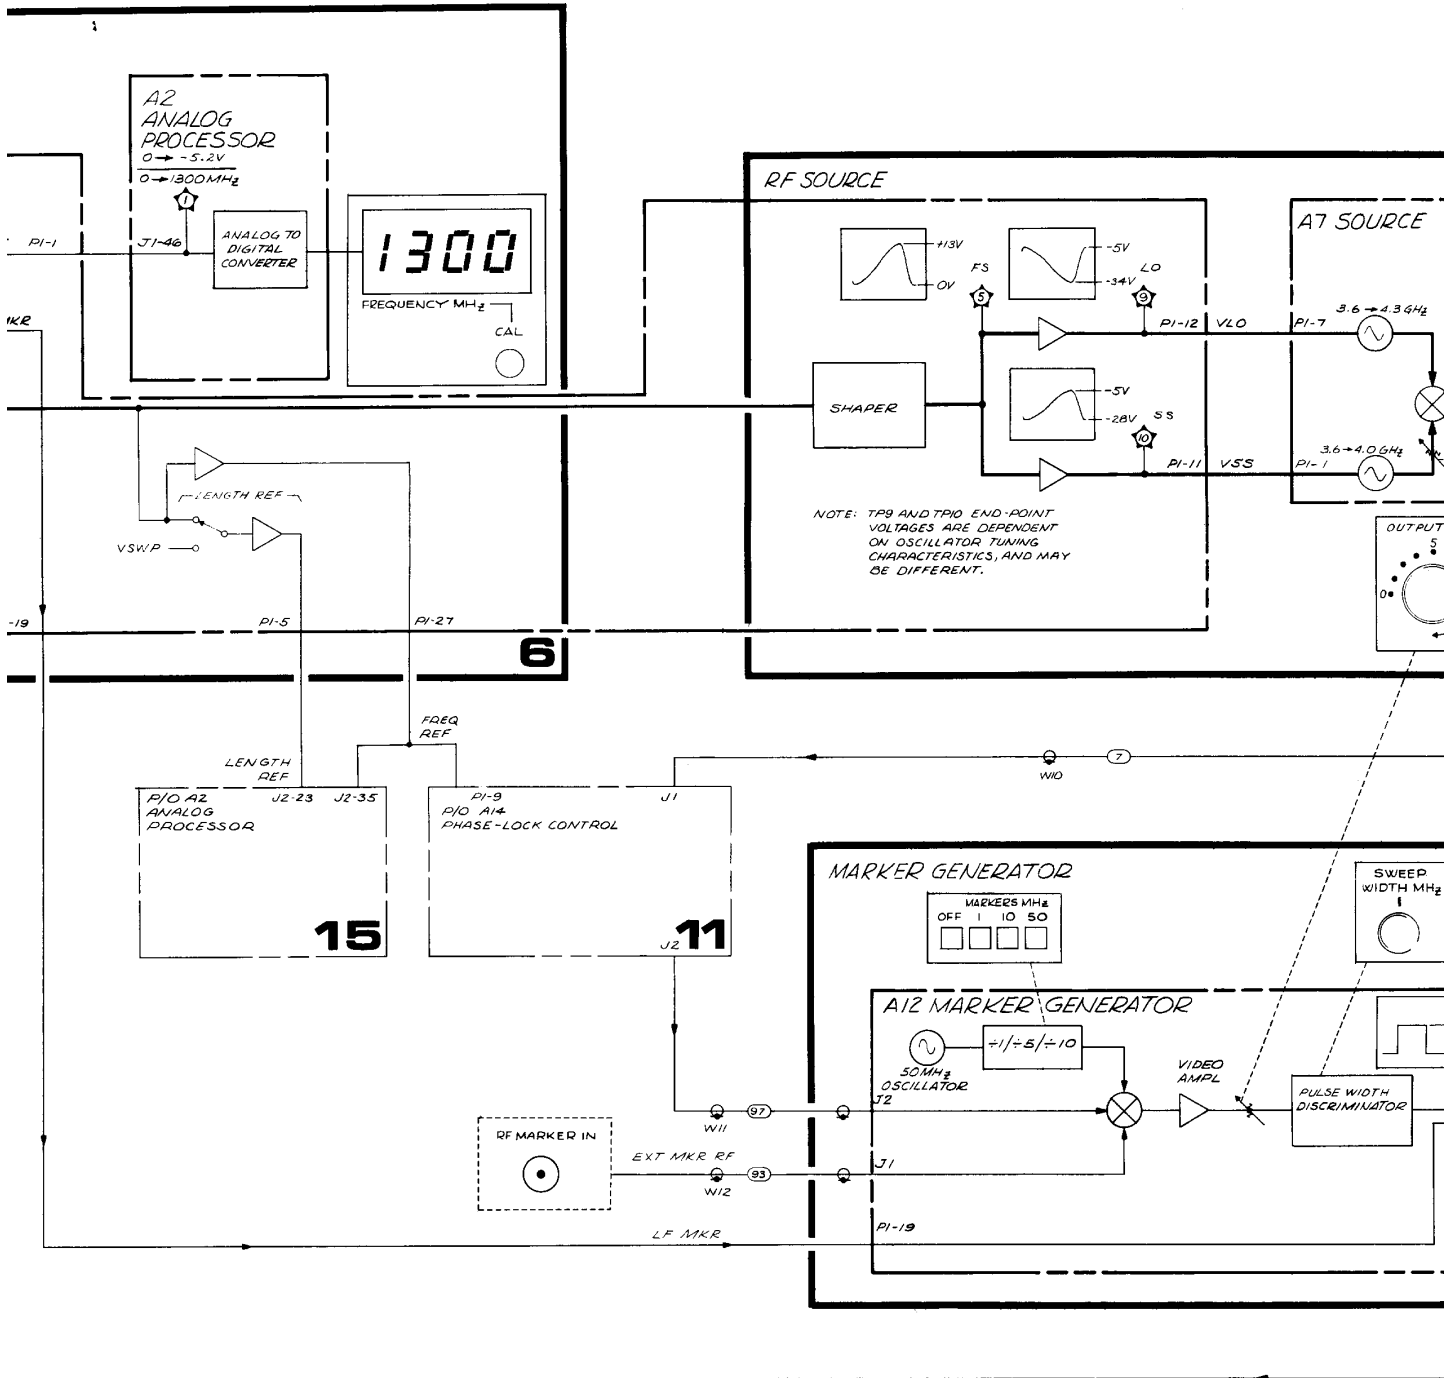 A2
ANALOG
PROCESSOR
0→ -5.2V
0→1300MHz
1
P1-1
J1-46
ANALOG TO
DIGITAL
CONVERTER
1300
FREQUENCY MHz
CAL
MKR
LENGTH REF
VSWR
-19
P1-5
P1-27
6
RF SOURCE
+13V
0V
FS
5
-5V
-34V
LO
9
P1-12
VLO
P1-7
A7 SOURCE
3.6→4.3GHz
SHAPER
-5V
-28V
SS
10
P1-11
VSS
P1-1
3.6→4.0GHz
NOTE: TP9 AND TP10 END-POINT
VOLTAGES ARE DEPENDENT
ON OSCILLATOR TUNING
CHARACTERISTICS, AND MAY
BE DIFFERENT.
OUTPUT
5
0
FREQ
REF
LENGTH
REF
P/O A2
J2-23
J2-35
ANALOG
PROCESSOR
15
P1-9
J1
P/O A14
PHASE-LOCK CONTROL
J2
11
W10
7
MARKER GENERATOR
MARKERS MHz
OFF 1 10 50
SWEEP
WIDTH MHz
A12 MARKER GENERATOR
50MHz
OSCILLATOR
÷1/÷5/÷10
VIDEO
AMPL
PULSE WIDTH
DISCRIMINATOR
W11
97
J2
RF MARKER IN
EXT MKR RF
W12
93
J1
LF MKR
P1-19